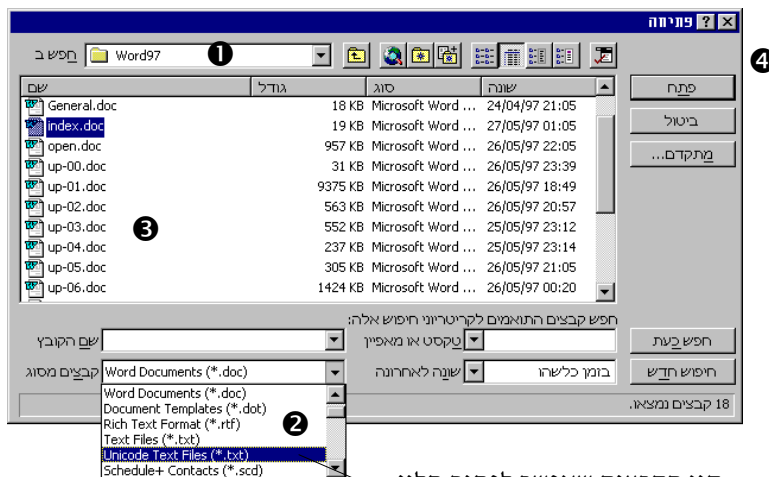 פתיחה
חפש ב Word97 ❶
❹
שם גודל סוג שונה
General.doc 18 KB Microsoft Word ... 24/04/97 21:05
index.doc 19 KB Microsoft Word ... 27/05/97 01:05
open.doc 957 KB Microsoft Word ... 26/05/97 22:05
up-00.doc 31 KB Microsoft Word ... 26/05/97 23:39
up-01.doc 9375 KB Microsoft Word ... 26/05/97 18:49
up-02.doc 563 KB Microsoft Word ... 26/05/97 20:57
up-03.doc 552 KB Microsoft Word ... 25/05/97 23:12
❸
up-04.doc 237 KB Microsoft Word ... 25/05/97 23:14
up-05.doc 305 KB Microsoft Word ... 26/05/97 21:05
up-06.doc 1424 KB Microsoft Word ... 26/05/97 00:20
פתח
ביטול
מתקדם...
חפש קבצים התואמים לקריטריוני חיפוש אלה:
שם הקובץ טקסט או מאפיין חפש כעת
קבצים מסוג Word Documents (*.doc) שונה לאחרונה בזמן כלשהו חיפוש חדש
Word Documents (*.doc)
Document Templates (*.dot)
Rich Text Format (*.rtf)
❷
Text Files (*.txt)
Unicode Text Files (*.txt)
Schedule+ Contacts (*.scd)
18 קבצים נמצאו.